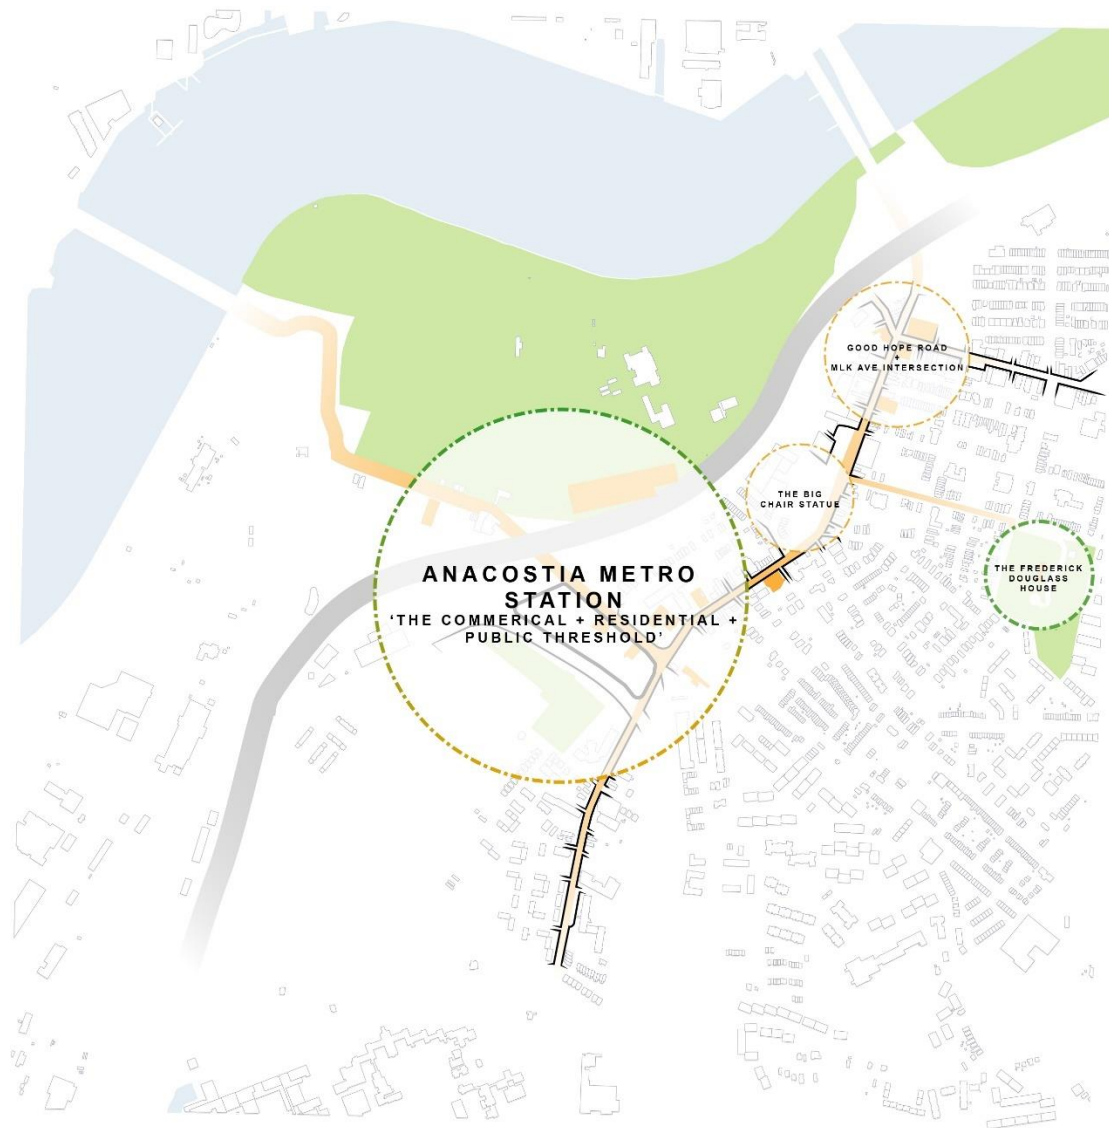 GOOD HOPE ROAD
+
MLK AVE INTERSECTION
THE BIG
CHAIR STATUE
THE FREDERICK
DOUGLASS
HOUSE
ANACOSTIA METRO
STATION
‘THE COMMERICAL + RESIDENTIAL +
PUBLIC THRESHOLD’